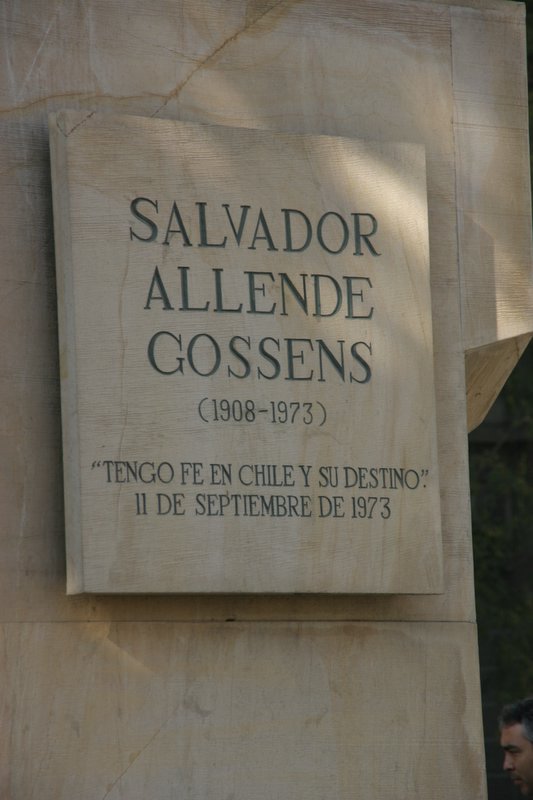 SALVADOR
ALLENDE
GOSSENS
(1908-1973)
“TENGO FE EN CHILE Y SU DESTINO”.
11 DE SEPTIEMBRE DE 1973